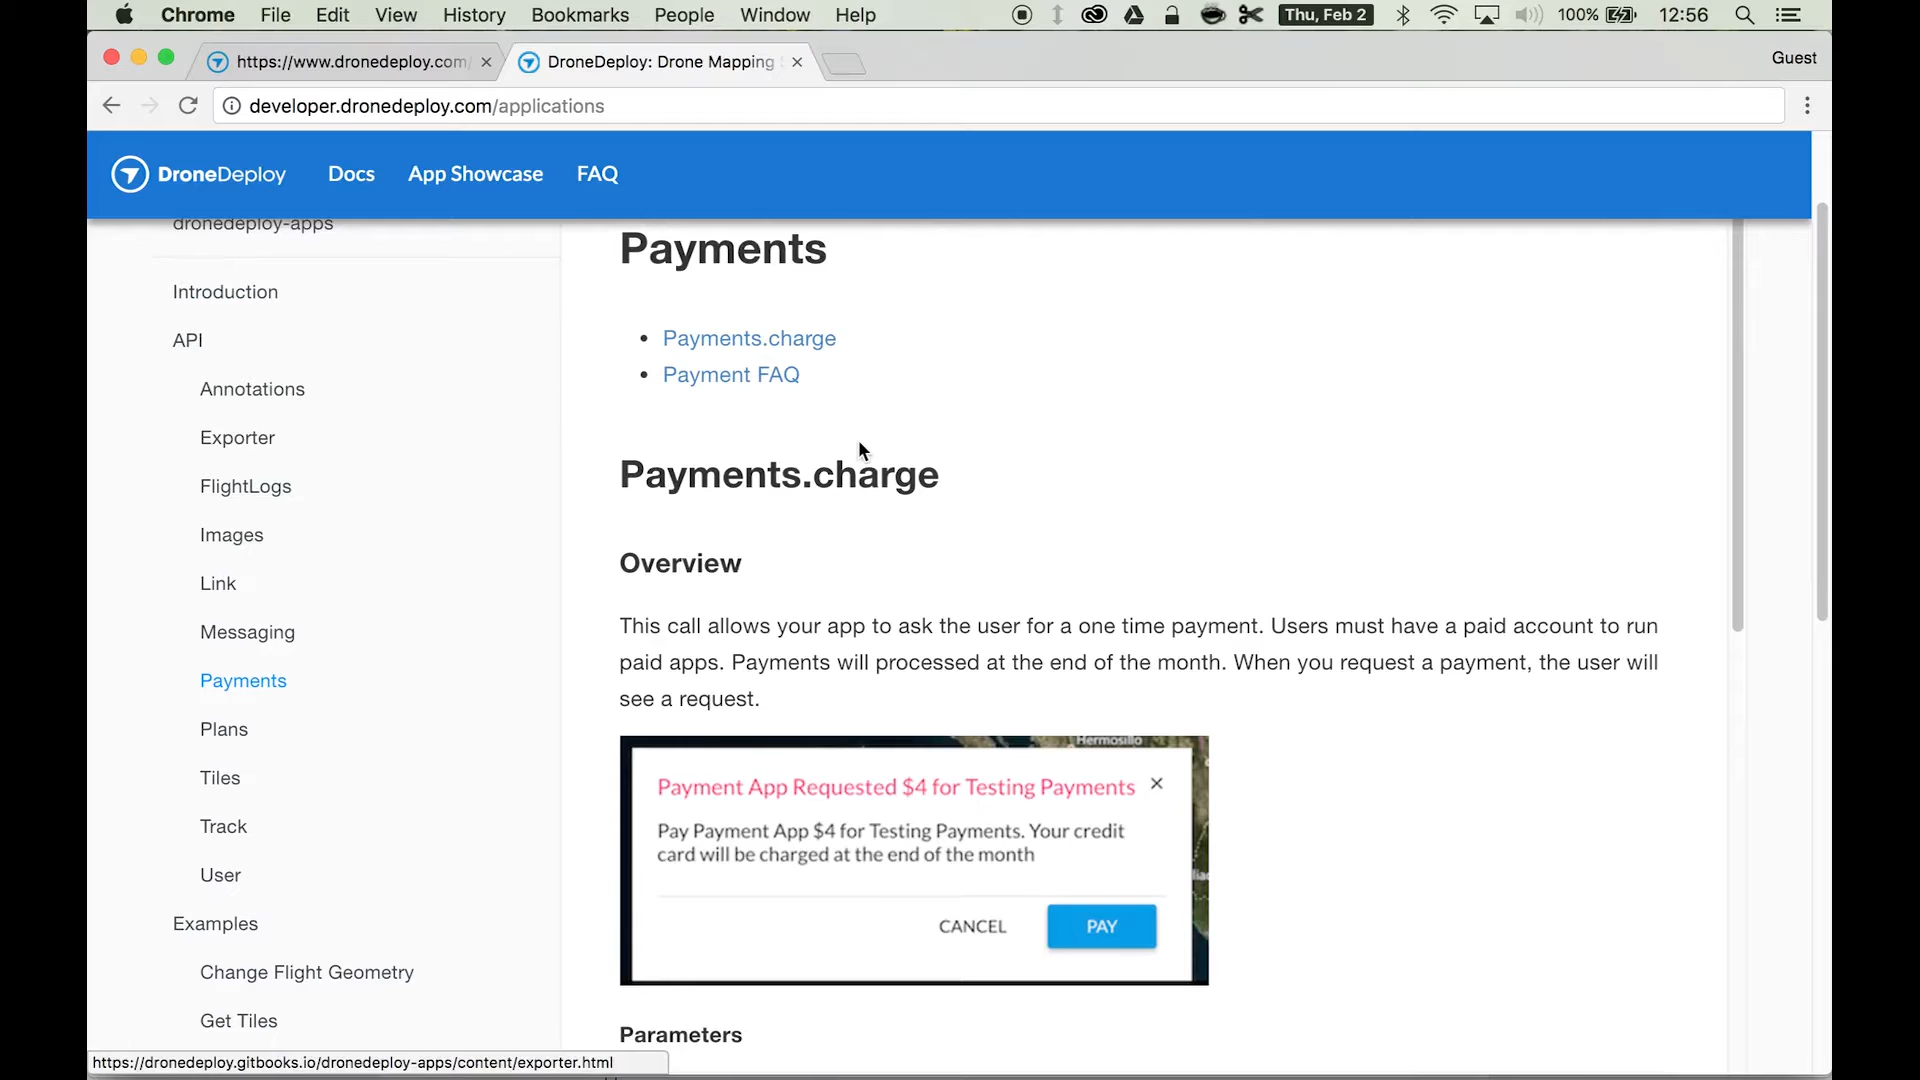 Chrome File Edit View History Bookmarks People Window Help Thu, Feb 2 100% 12:56
https://www.dronedeploy.com/ DroneDeploy: Drone Mapping Guest
developer.dronedeploy.com/applications
DroneDeploy Docs App Showcase FAQ
dronedeploy-apps
Introduction
API
Annotations
Exporter
FlightLogs
Images
Link
Messaging
Payments
Plans
Tiles
Track
User
Examples
Change Flight Geometry
Get Tiles
Payments
• Payments.charge
• Payment FAQ
Payments.charge
Overview
This call allows your app to ask the user for a one time payment. Users must have a paid account to run
paid apps. Payments will processed at the end of the month. When you request a payment, the user will
see a request.
Hermosillo
Payment App Requested $4 for Testing Payments
Pay Payment App $4 for Testing Payments. Your credit
card will be charged at the end of the month
CANCEL PAY
Parameters
https://dronedeploy.gitbooks.io/dronedeploy-apps/content/exporter.html